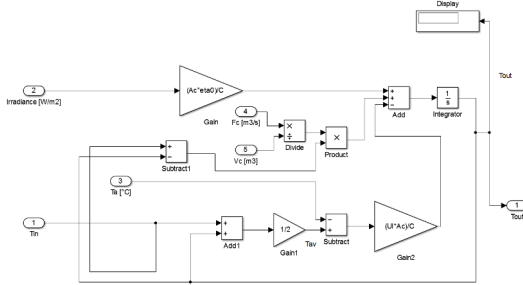 Display
Tout
2
Irradiance [W/m2]
(Ac*eta0)/C
Gain
4
Fc [m3/s]
5
Vc [m3]
×
÷
Divide
×
Product
+
+
−
Add
1
s
Integrator
+
−
Subtract1
3
Ta [°C]
1
Tin
+
+
Add1
1/2
Gain1
Tav
−
+
Subtract
(Ul*Ac)/C
Gain2
1
Tout